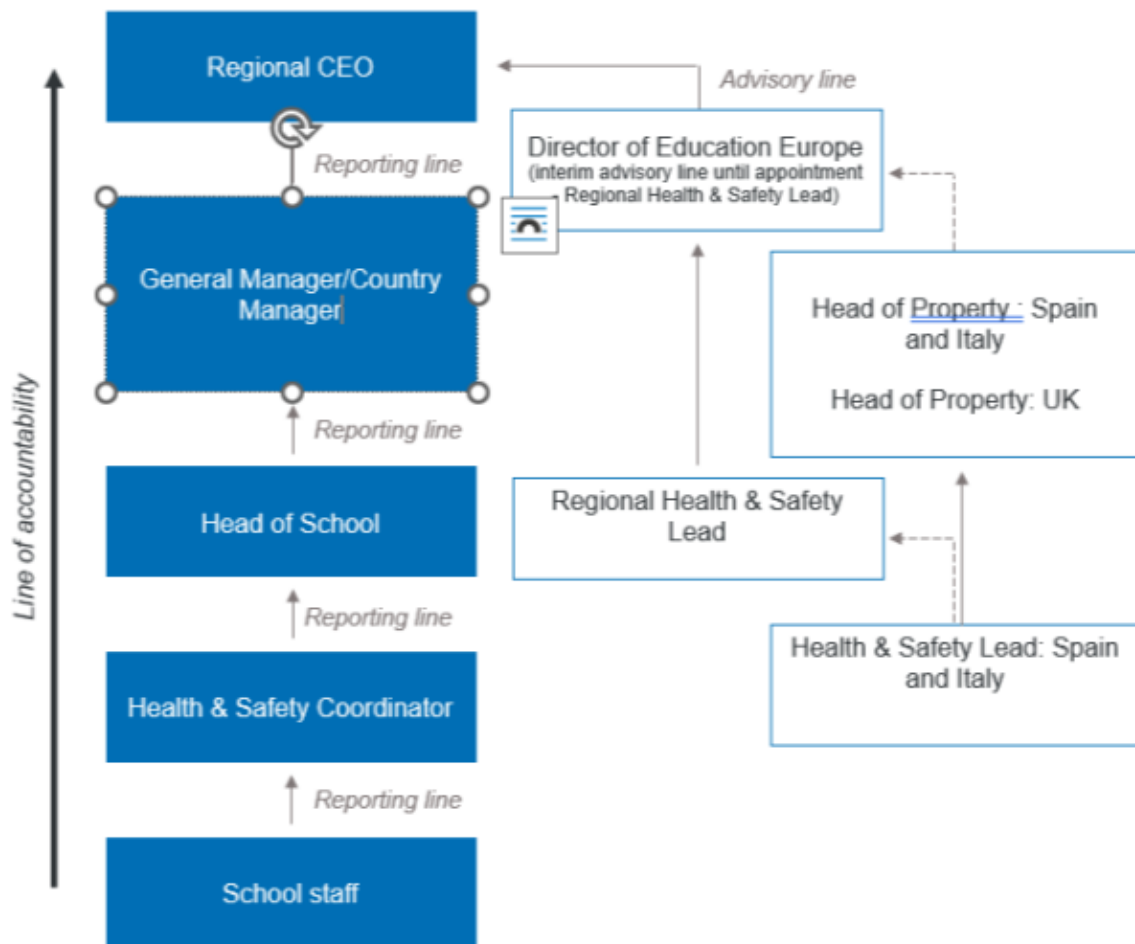 Regional CEO
Advisory line
Reporting line
Director of Education Europe
(interim advisory line until appointment
- Regional Health & Safety Lead)
General Manager/Country
Manager
Head of Property : Spain
and Italy
Head of Property: UK
Line of accountability
Reporting line
Head of School
Regional Health & Safety
Lead
Reporting line
Health & Safety Lead: Spain
and Italy
Health & Safety Coordinator
Reporting line
School staff